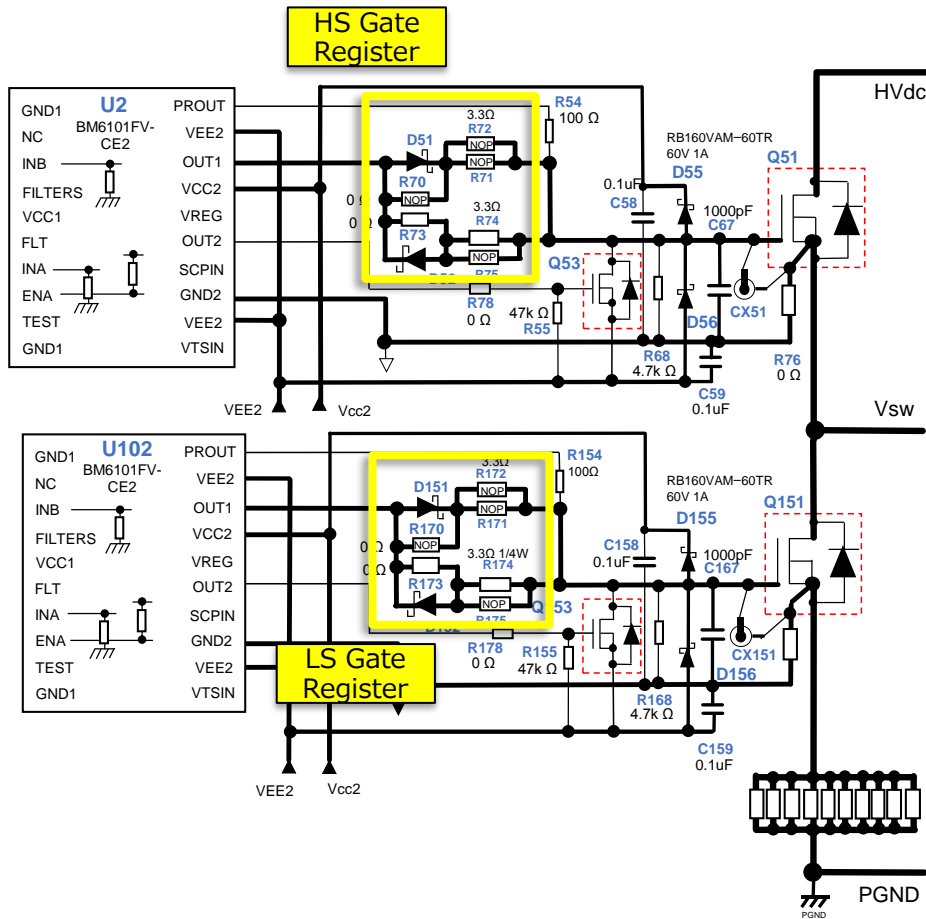 HS Gate
Register
HVdc
GND1
U2
PROUT
NC
BM6101FV-
CE2
VEE2
INB
OUT1
FILTERS
VCC2
VCC1
VREG
FLT
OUT2
INA
SCPIN
ENA
GND2
TEST
VEE2
GND1
VTSIN
3.3Ω
R72
NOP
D51
NOP
R71
R70
0 Ω
NOP
0 Ω
R73
3.3Ω
R74
NOP
R75
R54
100 Ω
RB160VAM-60TR
60V 1A
D55
Q51
0.1uF
C58
1000pF
C67
Q53
R78
0 Ω
47k Ω
R55
D56
CX51
R68
4.7k Ω
R76
0 Ω
C59
0.1uF
VEE2
Vcc2
Vsw
GND1
U102
PROUT
NC
BM6101FV-
CE2
VEE2
INB
OUT1
FILTERS
VCC2
VCC1
VREG
FLT
OUT2
INA
SCPIN
ENA
GND2
TEST
VEE2
GND1
VTSIN
3.3Ω
R172
NOP
D151
NOP
R171
R170
0 Ω
NOP
0 Ω
R173
3.3Ω 1/4W
R174
NOP
R175
R154
100Ω
RB160VAM-60TR
60V 1A
D155
Q151
C158
0.1uF
1000pF
C167
R178
0 Ω
R155
47k Ω
CX151
D156
R168
4.7k Ω
C159
0.1uF
LS Gate
Register
VEE2
Vcc2
PGND
PGND